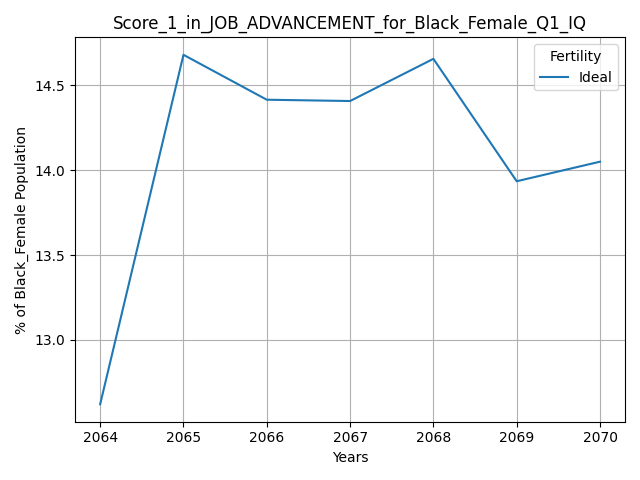 Score_1_in_JOB_ADVANCEMENT_for_Black_Female_Q1_IQ
Fertility
Ideal
14.5
14.0
13.5
13.0
% of Black_Female Population
2064 2065 2066 2067 2068 2069 2070
Years